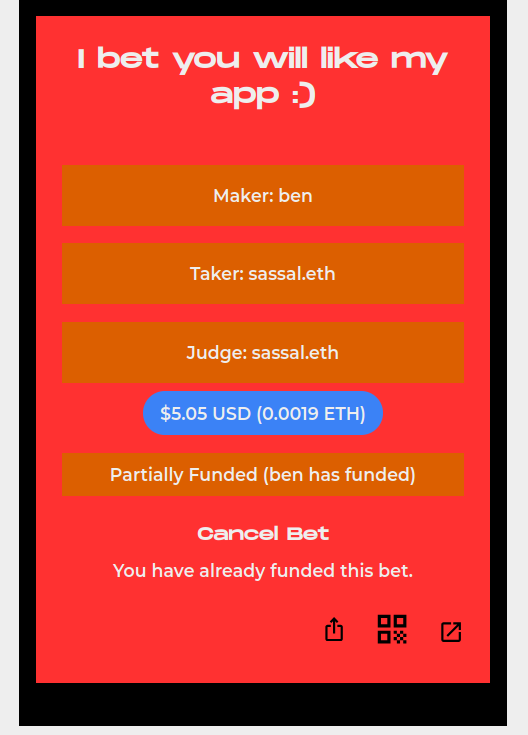 I bet you will like my
app :)
Maker: ben
Taker: sassal.eth
Judge: sassal.eth
$5.05 USD (0.0019 ETH)
Partially Funded (ben has funded)
Cancel Bet
You have already funded this bet.